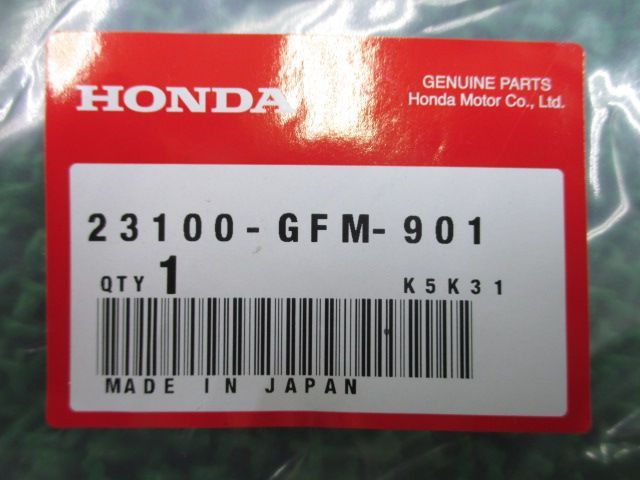 HONDA
GENUINE PARTS
Honda Motor Co., Ltd.
23100-GFM-901
QTY 1 K5K31
MADE IN JAPAN